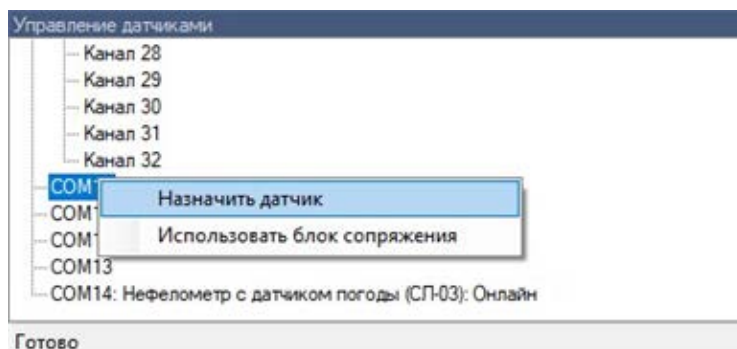 Управление датчиками
Канал 28
Канал 29
Канал 30
Канал 31
Канал 32
Назначить датчик
Использовать блок сопряжения
COM13
COM14: Нефелометр с датчиком погоды (СП-03): Онлайн
Готово